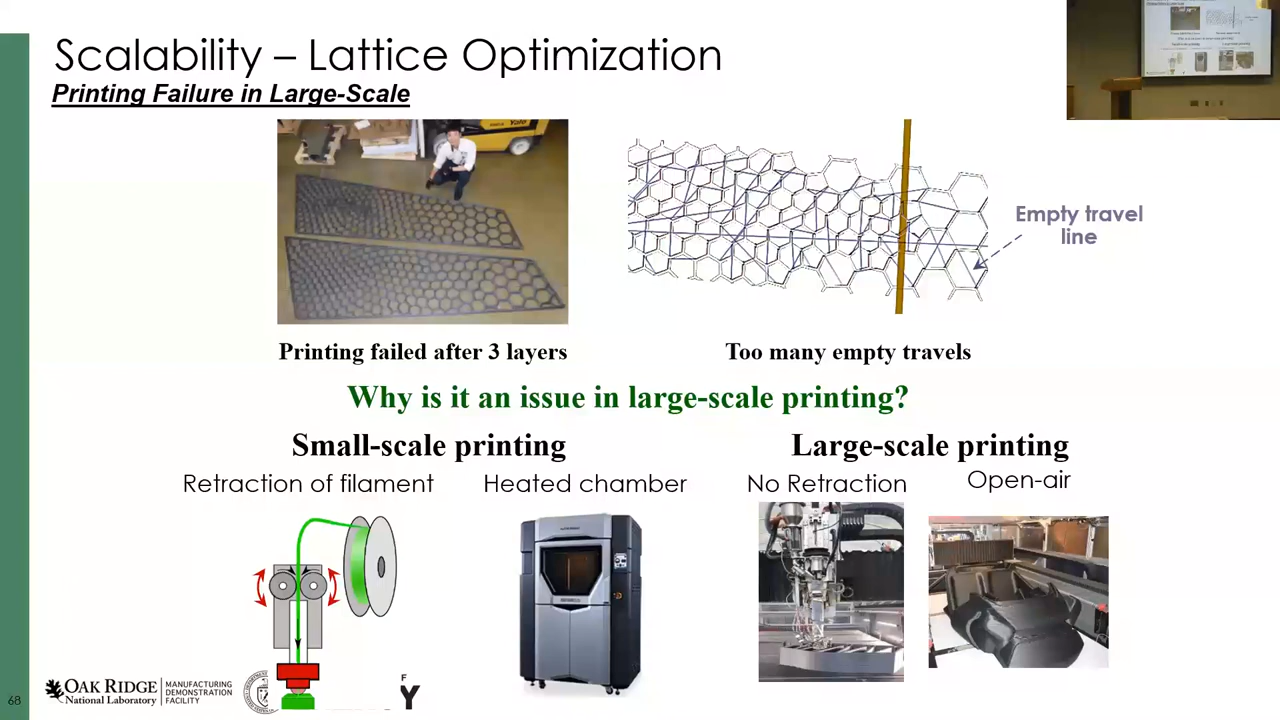 Scalability – Lattice Optimization
Printing Failure in Large-Scale
Empty travel
line
Printing failed after 3 layers
Too many empty travels
Why is it an issue in large-scale printing?
Small-scale printing
Large-scale printing
Retraction of filament
Heated chamber
No Retraction
Open-air
OAK RIDGE
National Laboratory
MANUFACTURING
DEMONSTRATION
FACILITY
F
Y
68